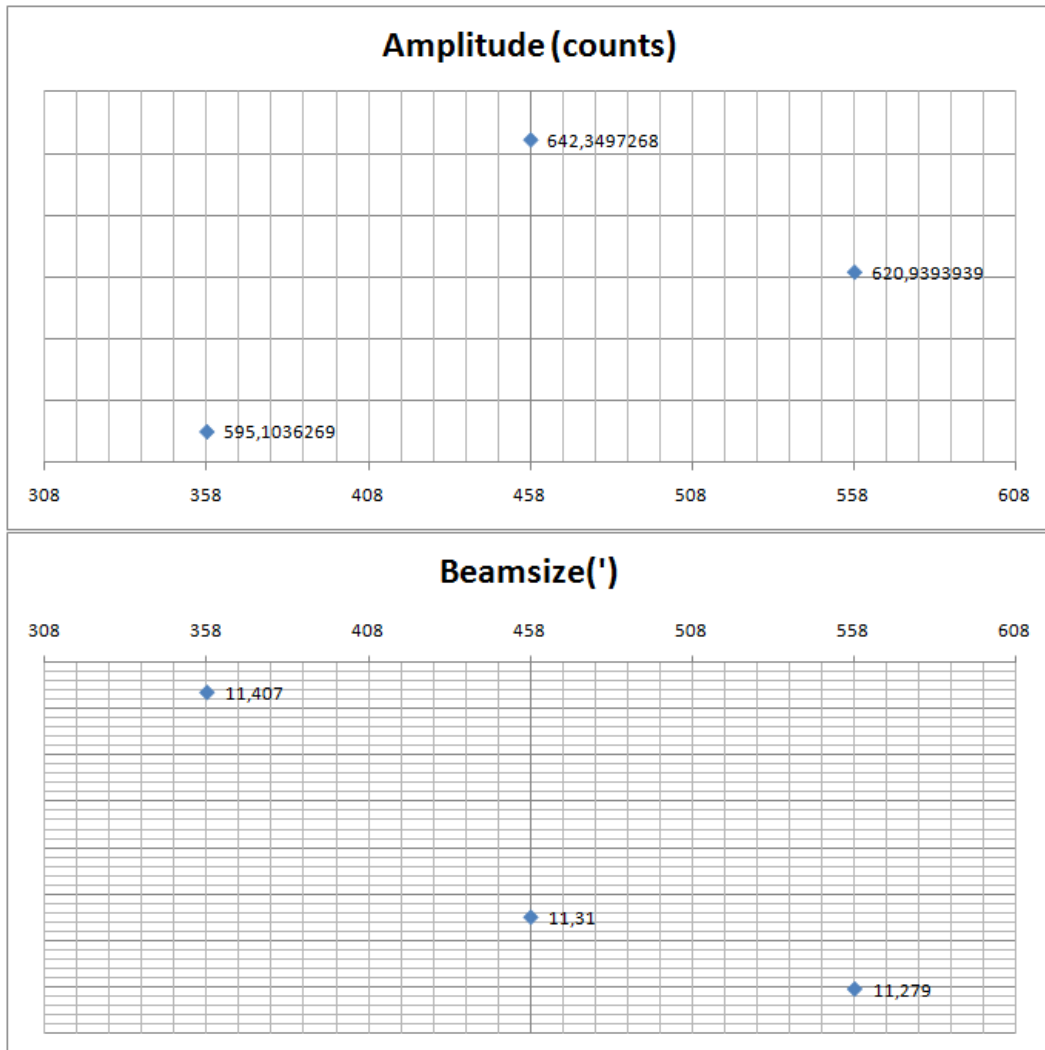 Amplitude (counts)
642,3497268
620,9393939
595,1036269
308 358 408 458 508 558 608
Beamsize(')
308 358 408 458 508 558 608
11,407
11,31
11,279